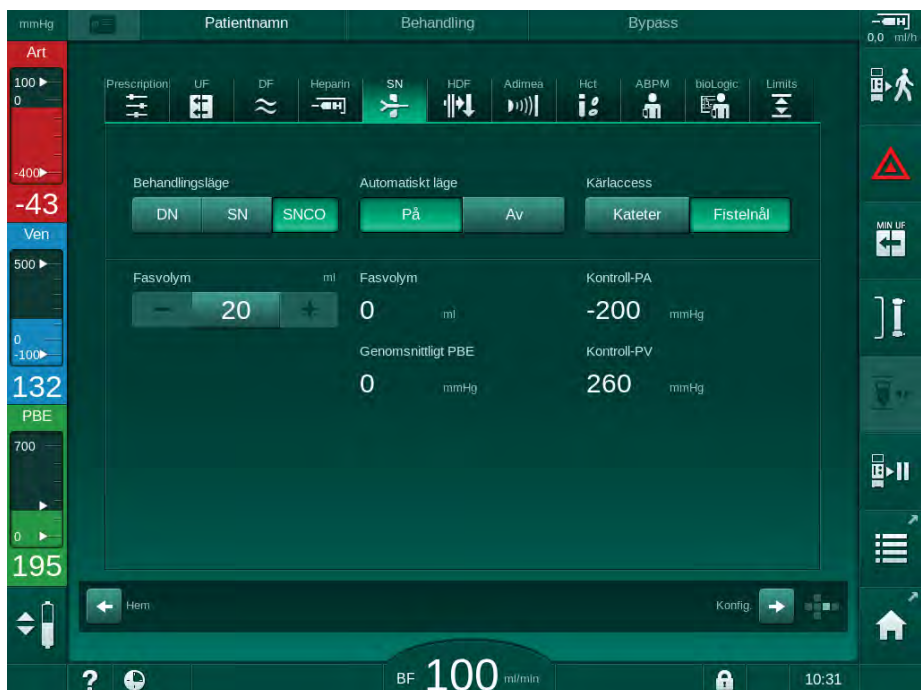 mmHg Patientnamn Behandling Bypass
0,0 ml/h
Art
100
0
-400
-43
Ven
500
0
-100
132
PBE
700
0
195
Prescription UF DF Heparin SN HDF Adimea Hct ABPM bioLogic Limits
Behandlingsläge Automatiskt läge Kärlaccess
DN SN SNCO På Av Kateter Fistelnål
Fasvolym ml Fasvolym Kontroll-PA
− 20 + 0 ml -200 mmHg
Genomsnittligt PBE Kontroll-PV
0 mmHg 260 mmHg
MIN UF
Hem Konfig.
? BF 100 ml/min 10:31